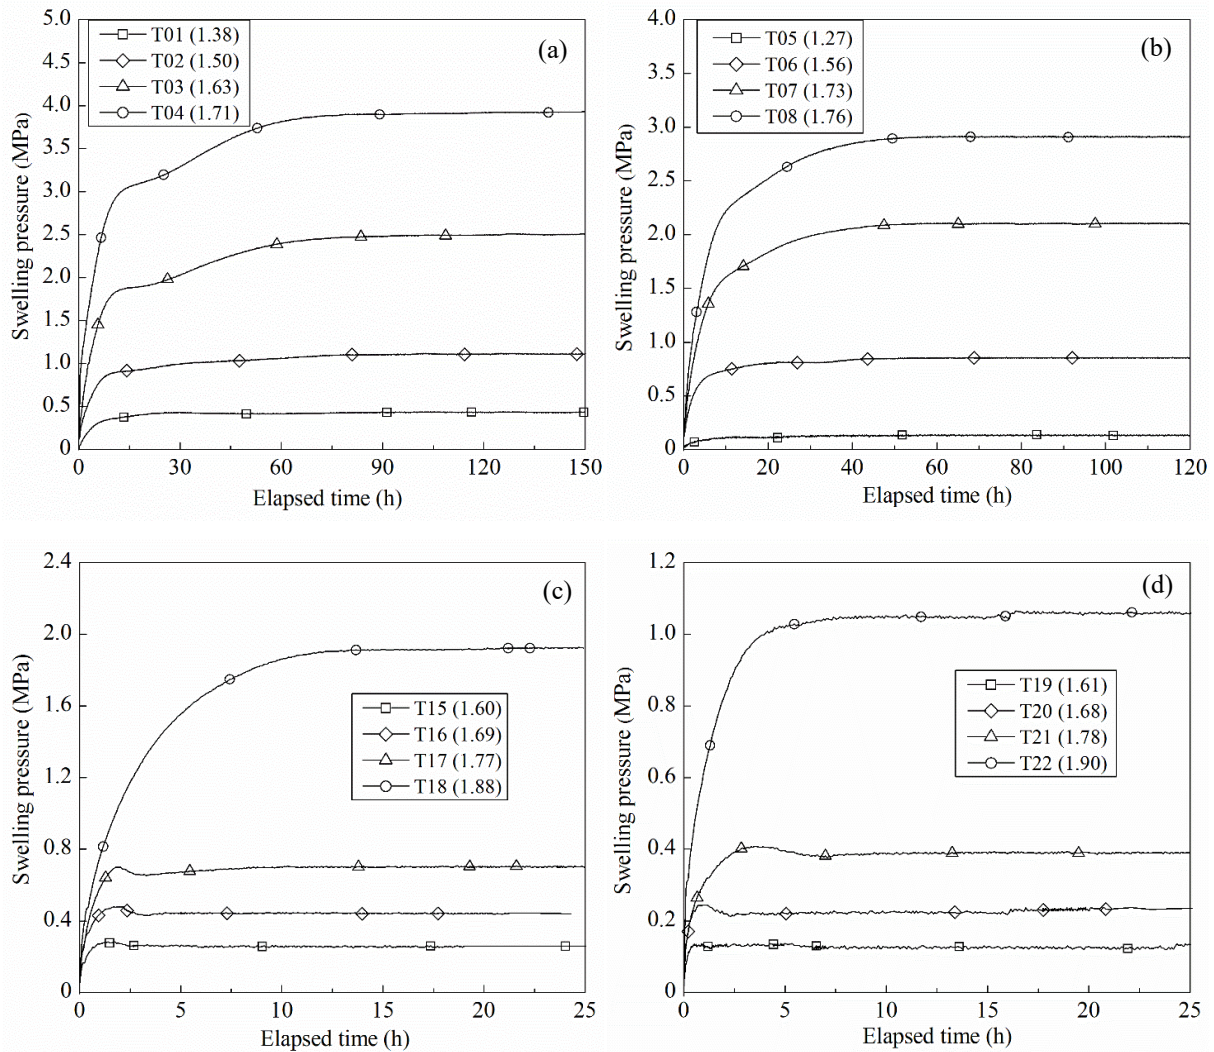 (a)
T01 (1.38)
T02 (1.50)
T03 (1.63)
T04 (1.71)
5.0
4.5
4.0
3.5
3.0
2.5
2.0
1.5
1.0
0.5
0
Swelling pressure (MPa)
0 30 60 90 120 150
Elapsed time (h)
(b)
T05 (1.27)
T06 (1.56)
T07 (1.73)
T08 (1.76)
4.0
3.5
3.0
2.5
2.0
1.5
1.0
0.5
0
Swelling pressure (MPa)
0 20 40 60 80 100 120
Elapsed time (h)
(c)
T15 (1.60)
T16 (1.69)
T17 (1.77)
T18 (1.88)
2.4
2.0
1.6
1.2
0.8
0.4
0
Swelling pressure (MPa)
0 5 10 15 20 25
Elapsed time (h)
(d)
T19 (1.61)
T20 (1.68)
T21 (1.78)
T22 (1.90)
1.2
1.0
0.8
0.6
0.4
0.2
0
Swelling pressure (MPa)
0 5 10 15 20 25
Elapsed time (h)